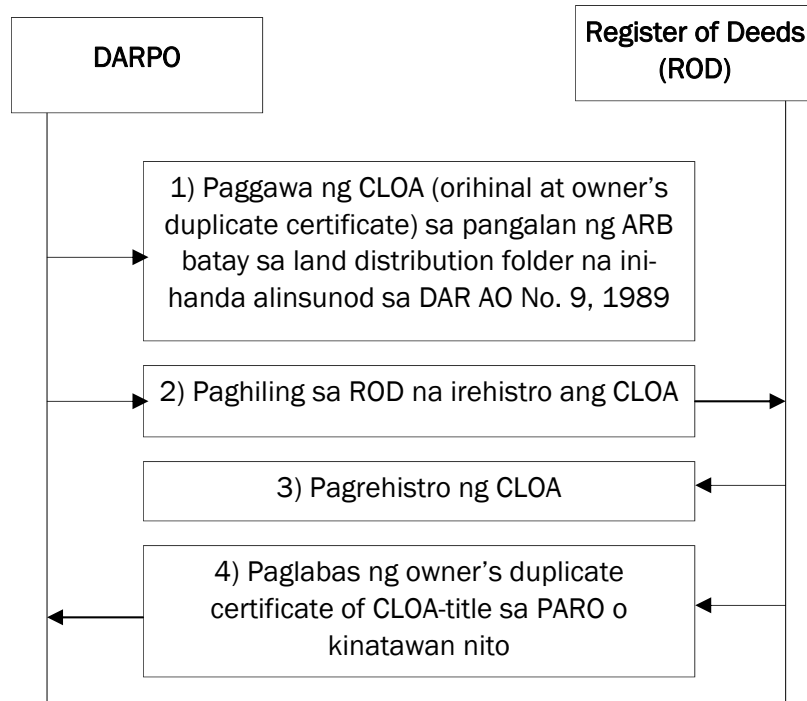 DARPO
Register of Deeds
(ROD)
1) Paggawa ng CLOA (orihinal at owner's
duplicate certificate) sa pangalan ng ARB
batay sa land distribution folder na ini-
handa alinsunod sa DAR AO No. 9, 1989
2) Paghiling sa ROD na irehistro ang CLOA
3) Pagrehistro ng CLOA
4) Paglabas ng owner's duplicate
certificate of CLOA-title sa PARO o
kinatawan nito